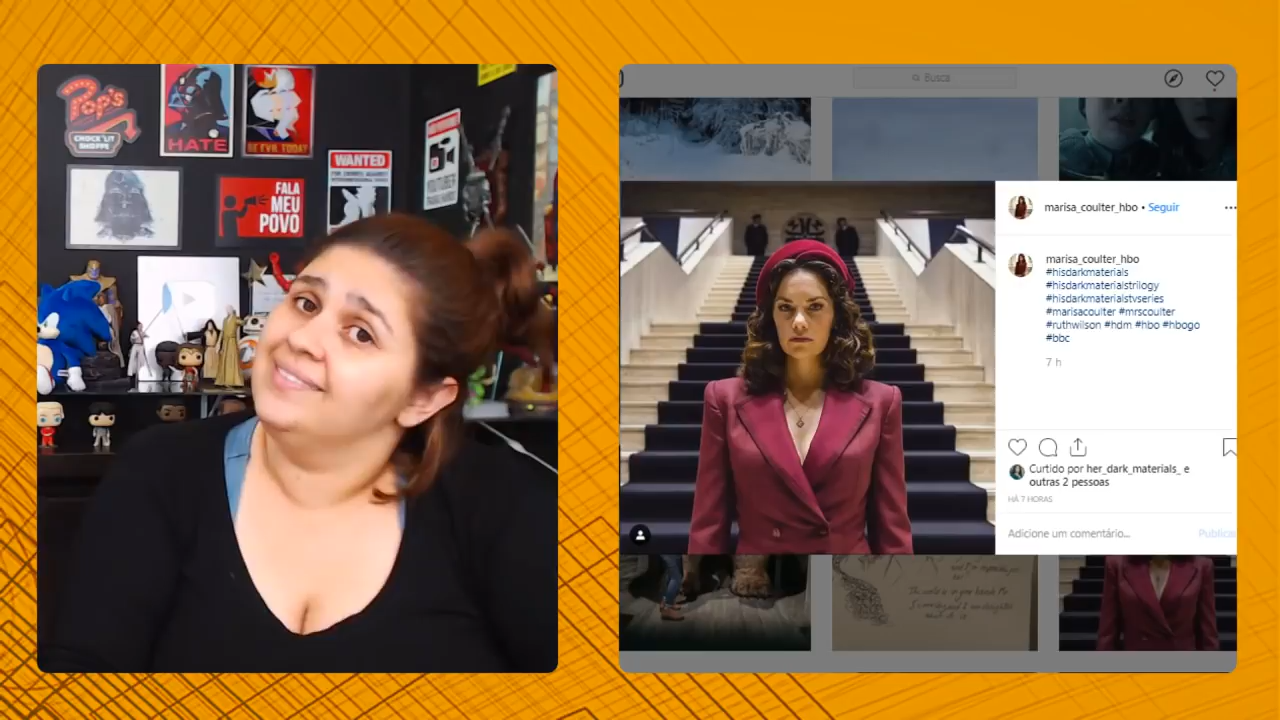 Pop's
CHOCK'LIT
SHOPPE
HATE
BE EVIL TODAY
WANTED
FALA
MEU
POVO
Busca
marisa_coulter_hbo • Seguir
marisa_coulter_hbo
#hisdarkmaterials
#hisdarkmaterialstrilogy
#hisdarkmaterialstvseries
#marisacoulter #mrscoulter
#ruthwilson #hdm #hbo #hbogo
#bbc
7 h
Curtido por her_dark_materials_ e
outras 2 pessoas
HÁ 7 HORAS
Adicione um comentário...
Publicar